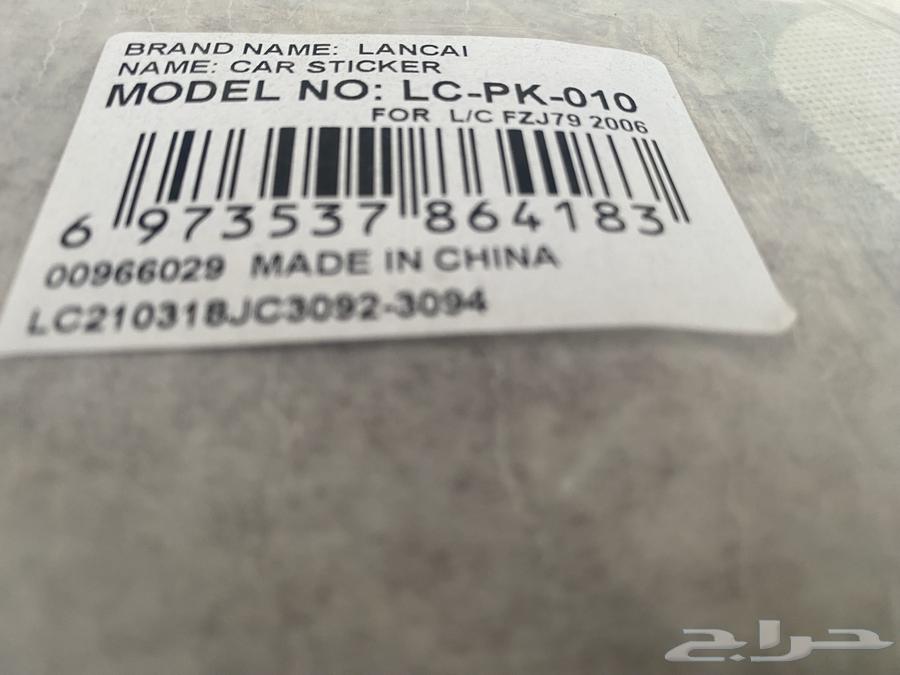 BRAND NAME: LANCAI
NAME: CAR STICKER
MODEL NO: LC-PK-010
FOR L/C FZJ79 2006
6 973537 864183
00966029 MADE IN CHINA
LC210318JC3092-3094
حراج